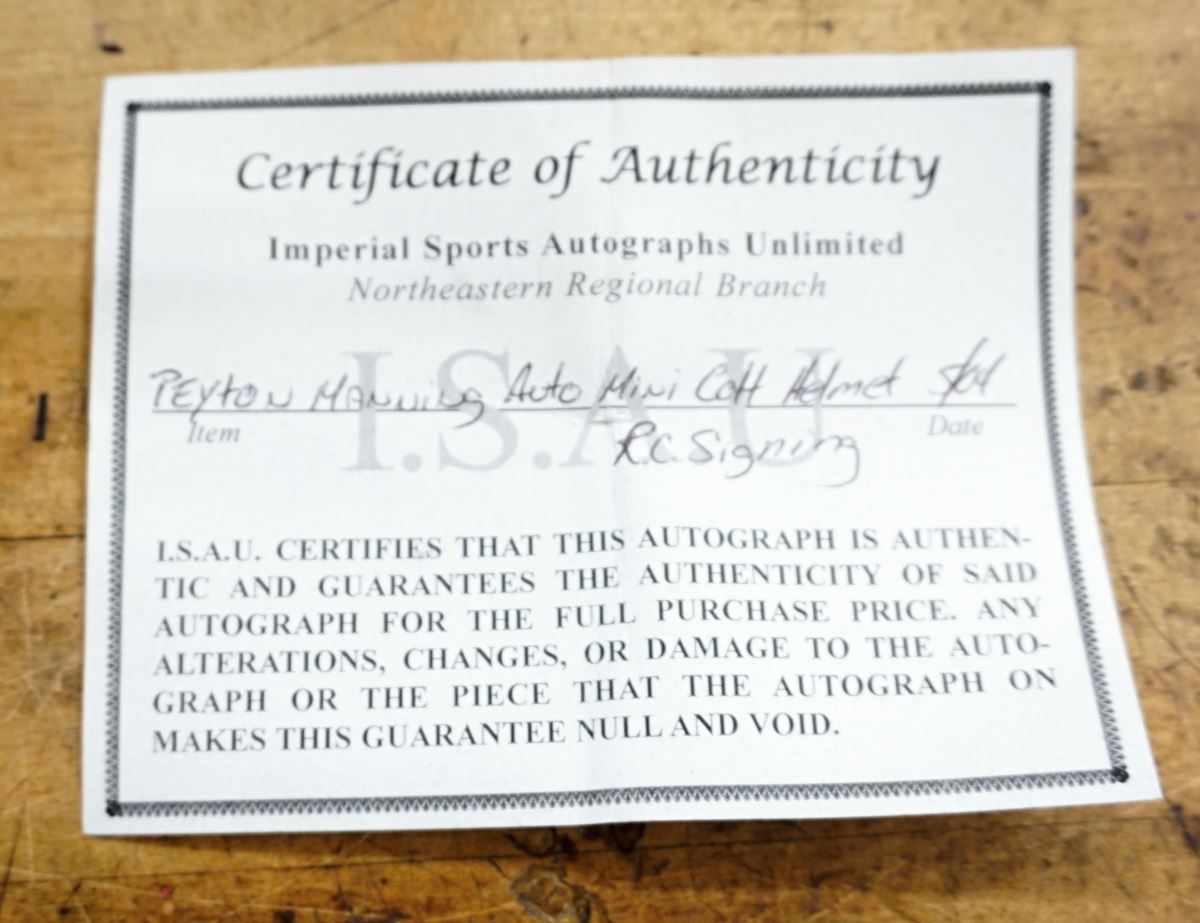 Certificate of Authenticity
Imperial Sports Autographs Unlimited
Northeastern Regional Branch
I.S.A.U
PEyton Manning Auto Mini Colt Helmet
Item
Date
R.C. Signing
I.S.A.U. CERTIFIES THAT THIS AUTOGRAPH IS AUTHEN-
TIC AND GUARANTEES THE AUTHENTICITY OF SAID
AUTOGRAPH FOR THE FULL PURCHASE PRICE. ANY
ALTERATIONS, CHANGES, OR DAMAGE TO THE AUTO-
GRAPH OR THE PIECE THAT THE AUTOGRAPH ON
MAKES THIS GUARANTEE NULL AND VOID.